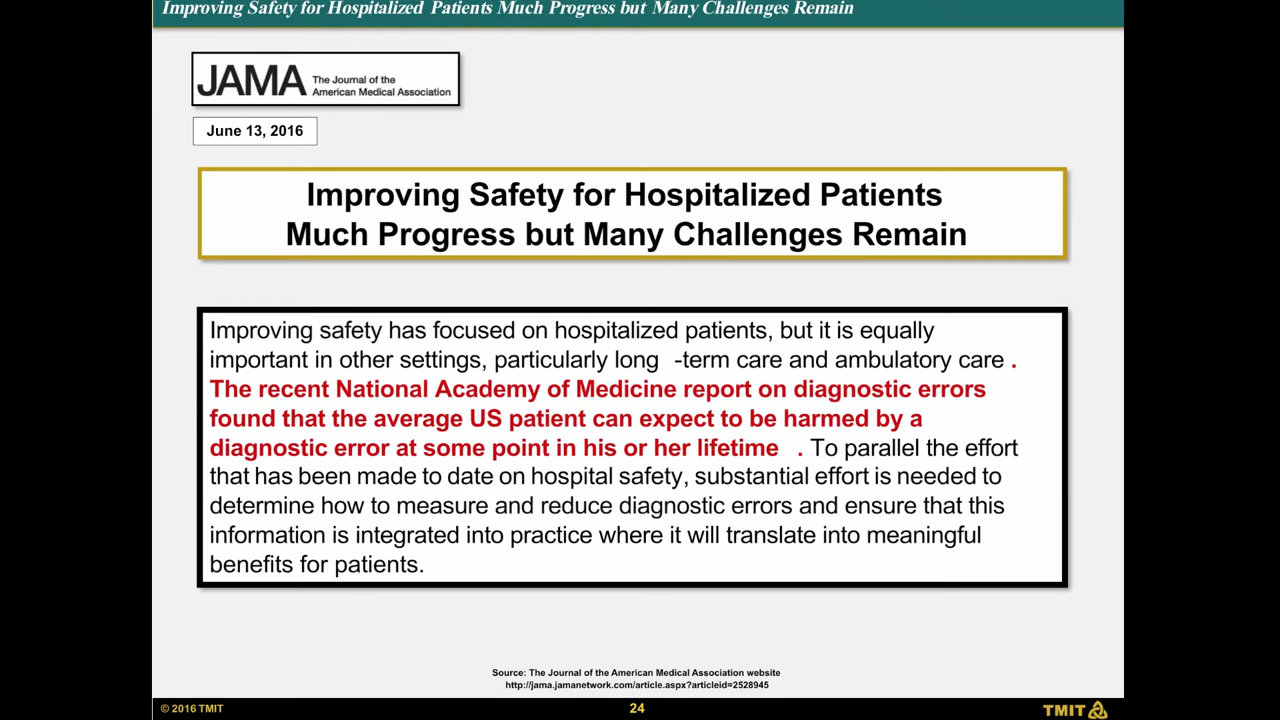 Improving Safety for Hospitalized Patients Much Progress but Many Challenges Remain
JAMA The Journal of the
American Medical Association
June 13, 2016
Improving Safety for Hospitalized Patients
Much Progress but Many Challenges Remain
Improving safety has focused on hospitalized patients, but it is equally
important in other settings, particularly long -term care and ambulatory care .
The recent National Academy of Medicine report on diagnostic errors
found that the average US patient can expect to be harmed by a
diagnostic error at some point in his or her lifetime . To parallel the effort
that has been made to date on hospital safety, substantial effort is needed to
determine how to measure and reduce diagnostic errors and ensure that this
information is integrated into practice where it will translate into meaningful
benefits for patients.
Source: The Journal of the American Medical Association website
http://jama.jamanetwork.com/article.aspx?articleid=2528945
© 2016 TMIT
24
TMIT